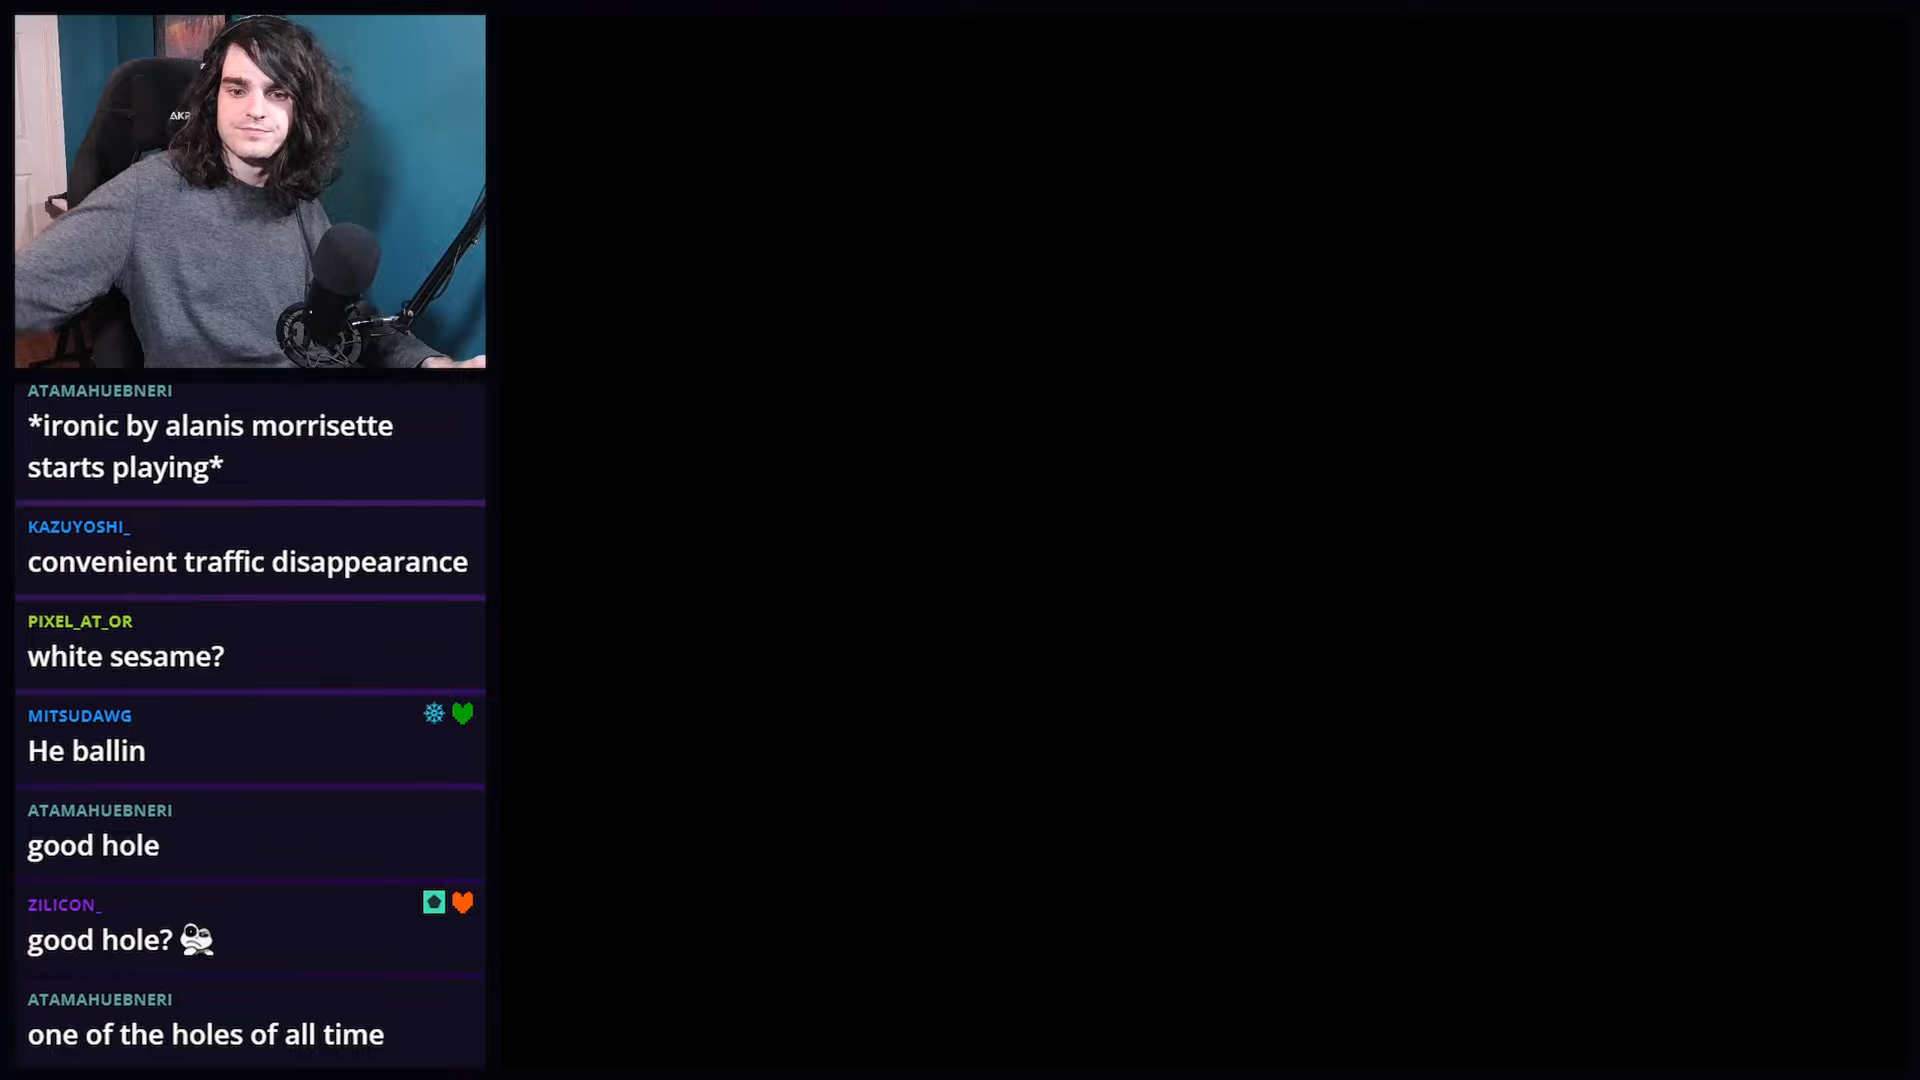 AKR
ATAMAHUEBNERI
*ironic by alanis morrisette
starts playing*
KAZUYOSHI_
convenient traffic disappearance
PIXEL_AT_OR
white sesame?
MITSUDAWG
He ballin
ATAMAHUEBNERI
good hole
ZILICON_
good hole?
ATAMAHUEBNERI
one of the holes of all time